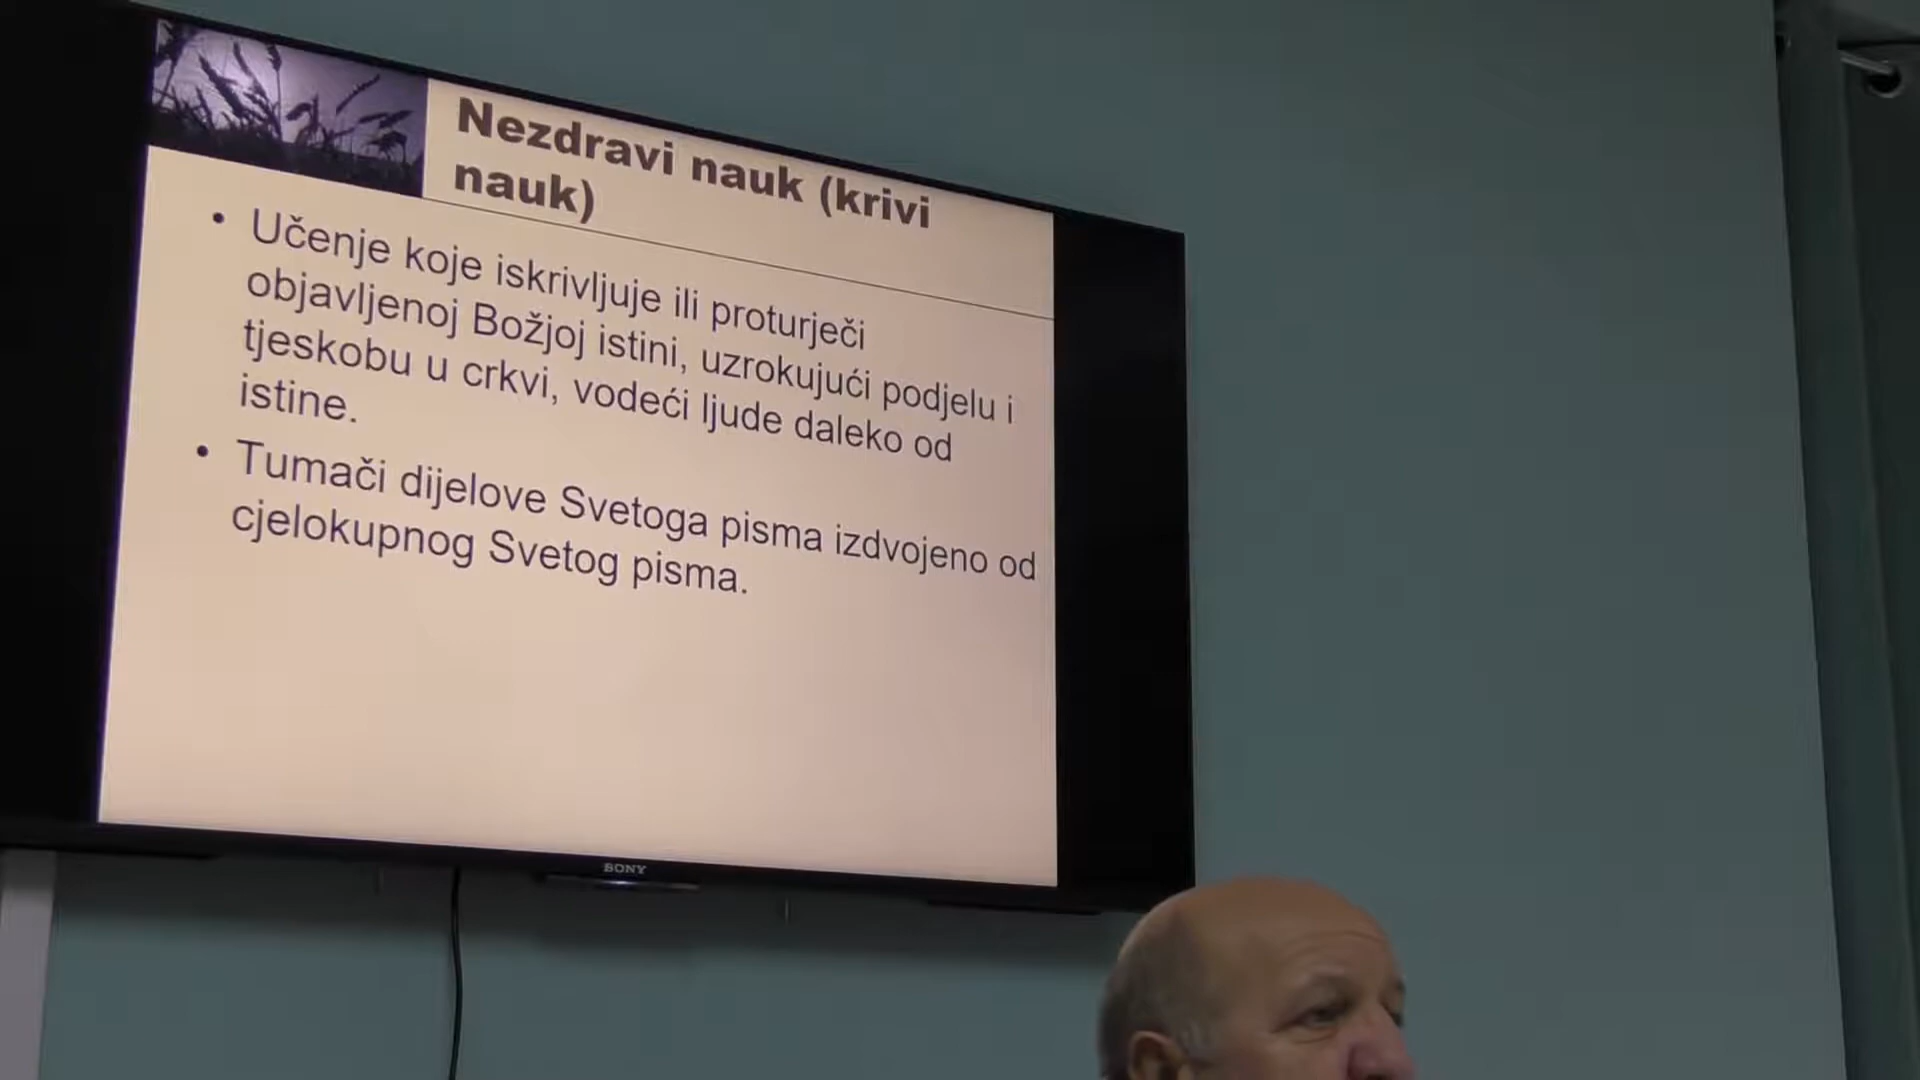 Nezdravi nauk (krivi
nauk)
• Učenje koje iskrivljuje ili proturječi
objavljenoj Božjoj istini, uzrokujući podjelu i
tjeskobu u crkvi, vodeći ljude daleko od
istine.
• Tumači dijelove Svetoga pisma izdvojeno od
cjelokupnog Svetog pisma.
SONY